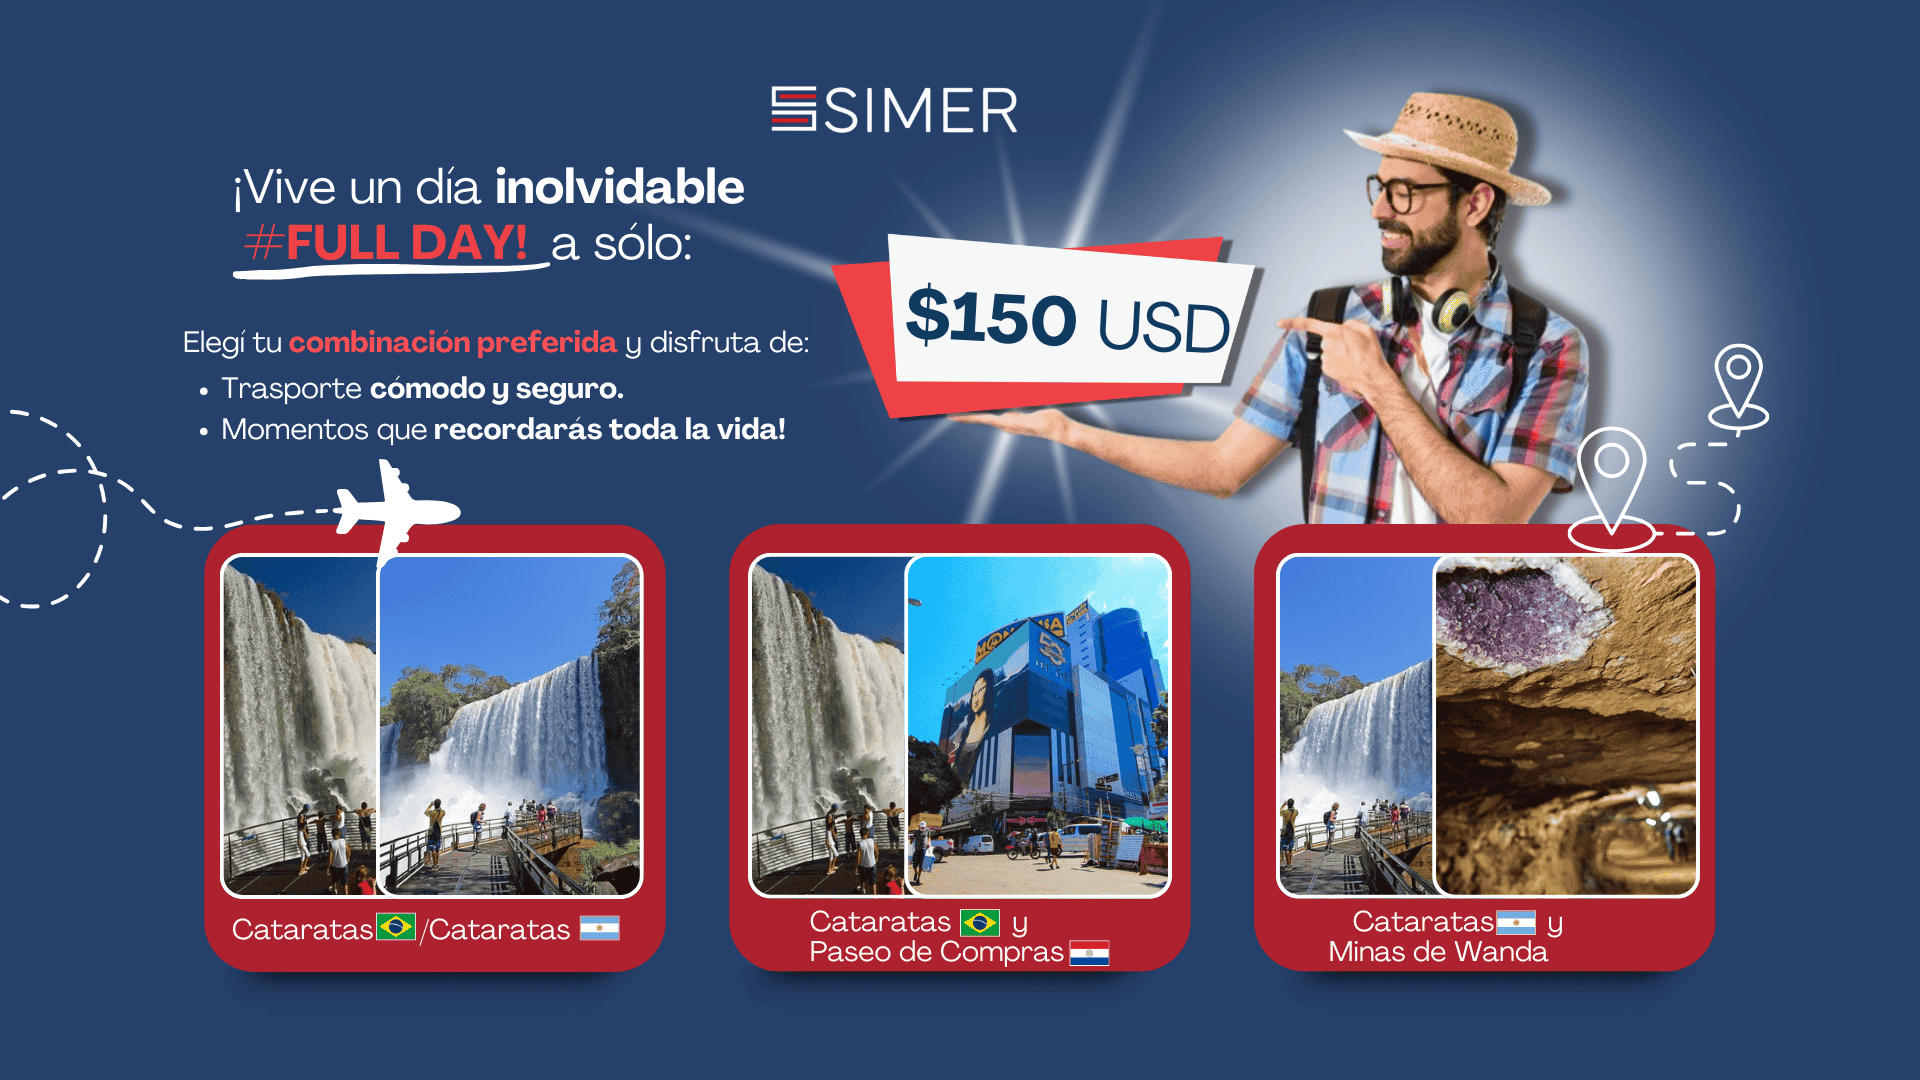 SIMER
¡Vive un día inolvidable
#FULL DAY! a sólo:
$150 USD
Elegí tu combinación preferida y disfruta de:
• Trasporte cómodo y seguro.
• Momentos que recordarás toda la vida!
50
Cataratas /Cataratas
Cataratas y
Paseo de Compras
Cataratas y
Minas de Wanda